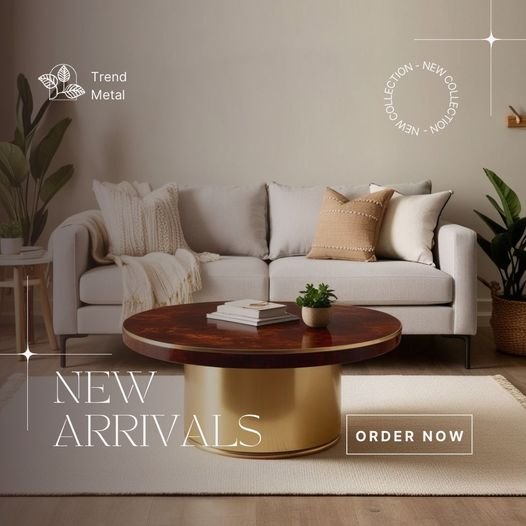 Trend
Metal
NEW COLLECTION - NEW COLLECTION -
NEW
ARRIVALS
ORDER NOW